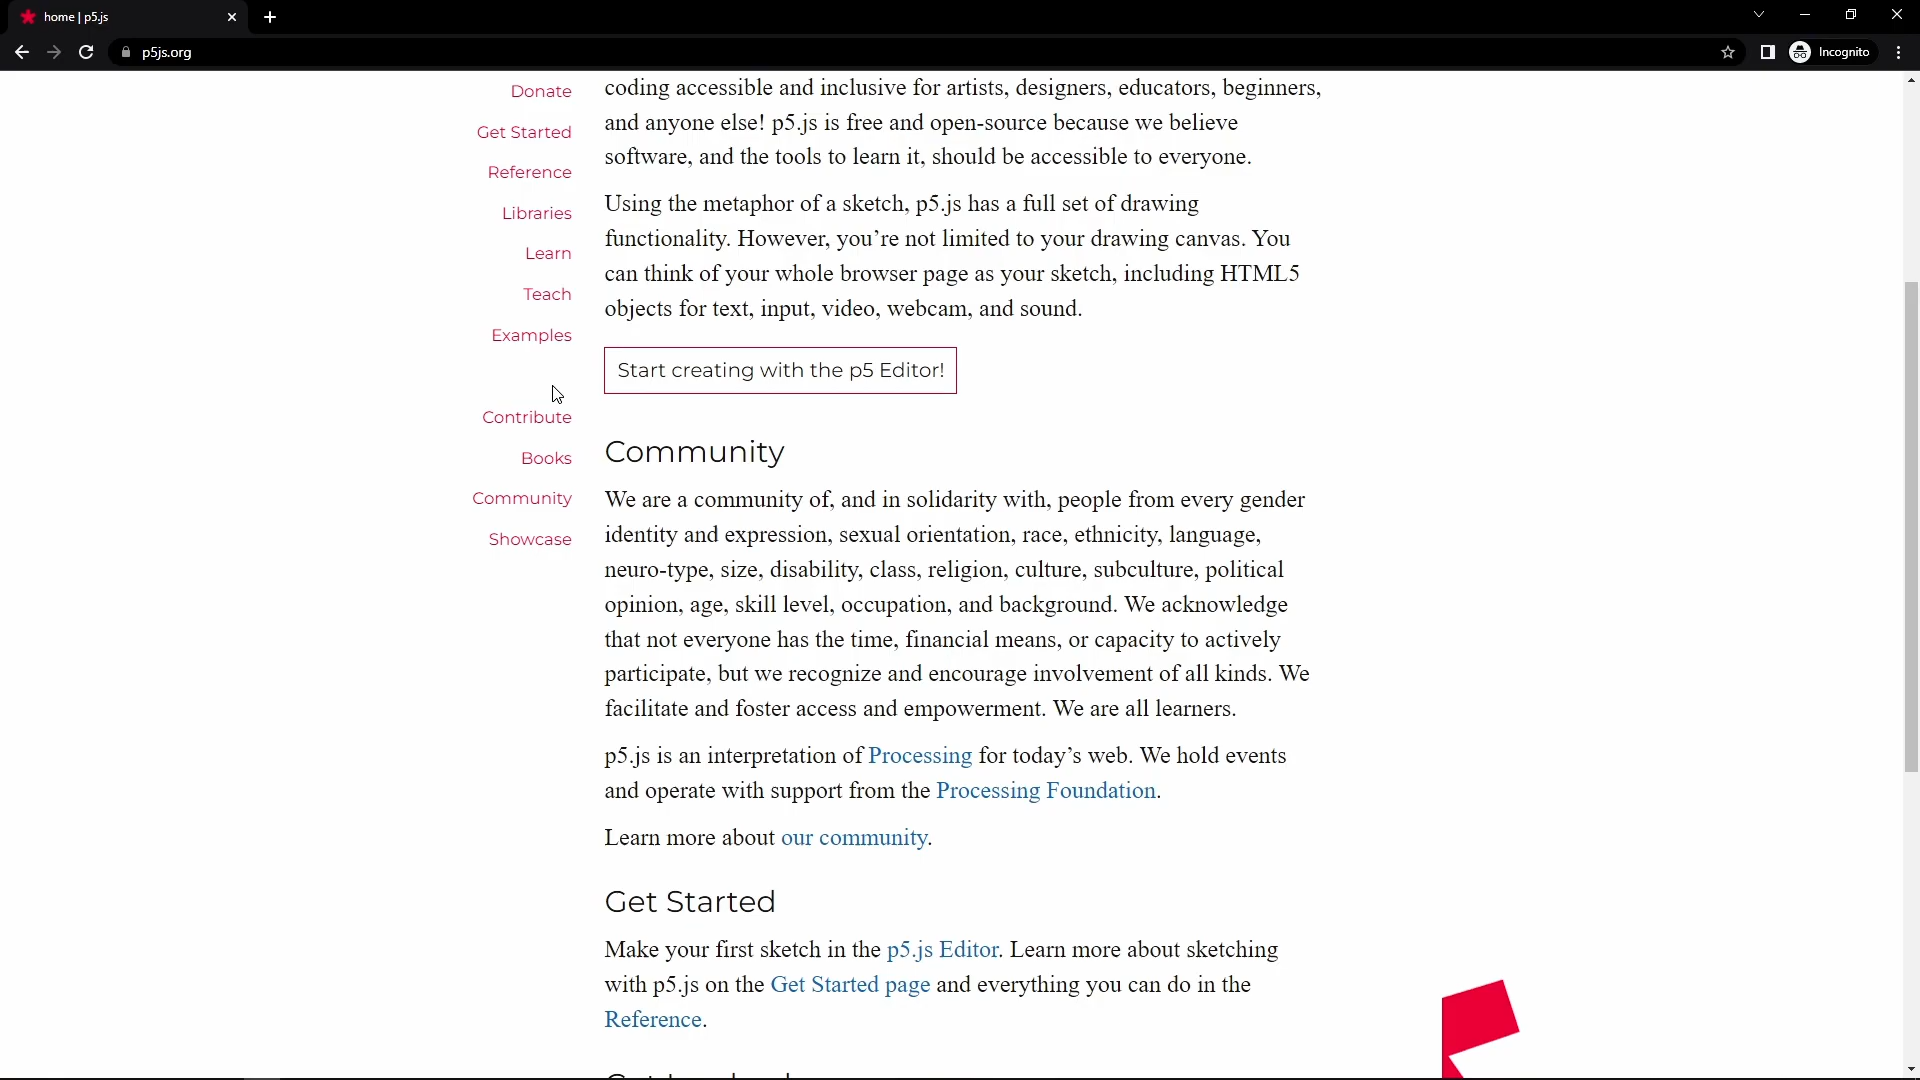 home | p5.js
p5js.org
Incognito
Donate
Get Started
Reference
Libraries
Learn
Teach
Examples
Contribute
Books
Community
Showcase
coding accessible and inclusive for artists, designers, educators, beginners,
and anyone else! p5.js is free and open-source because we believe
software, and the tools to learn it, should be accessible to everyone.
Using the metaphor of a sketch, p5.js has a full set of drawing
functionality. However, you’re not limited to your drawing canvas. You
can think of your whole browser page as your sketch, including HTML5
objects for text, input, video, webcam, and sound.
Start creating with the p5 Editor!
Community
We are a community of, and in solidarity with, people from every gender
identity and expression, sexual orientation, race, ethnicity, language,
neuro-type, size, disability, class, religion, culture, subculture, political
opinion, age, skill level, occupation, and background. We acknowledge
that not everyone has the time, financial means, or capacity to actively
participate, but we recognize and encourage involvement of all kinds. We
facilitate and foster access and empowerment. We are all learners.
p5.js is an interpretation of Processing for today’s web. We hold events
and operate with support from the Processing Foundation.
Learn more about our community.
Get Started
Make your first sketch in the p5.js Editor. Learn more about sketching
with p5.js on the Get Started page and everything you can do in the
Reference.